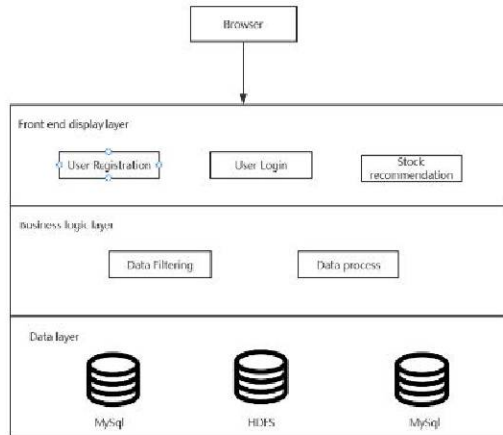 Browser
Front end display layer
User Registration
User Login
Stock
recommendation
Business logic layer
Data Filtering
Data process
Data layer
MySql
HDFS
MySql